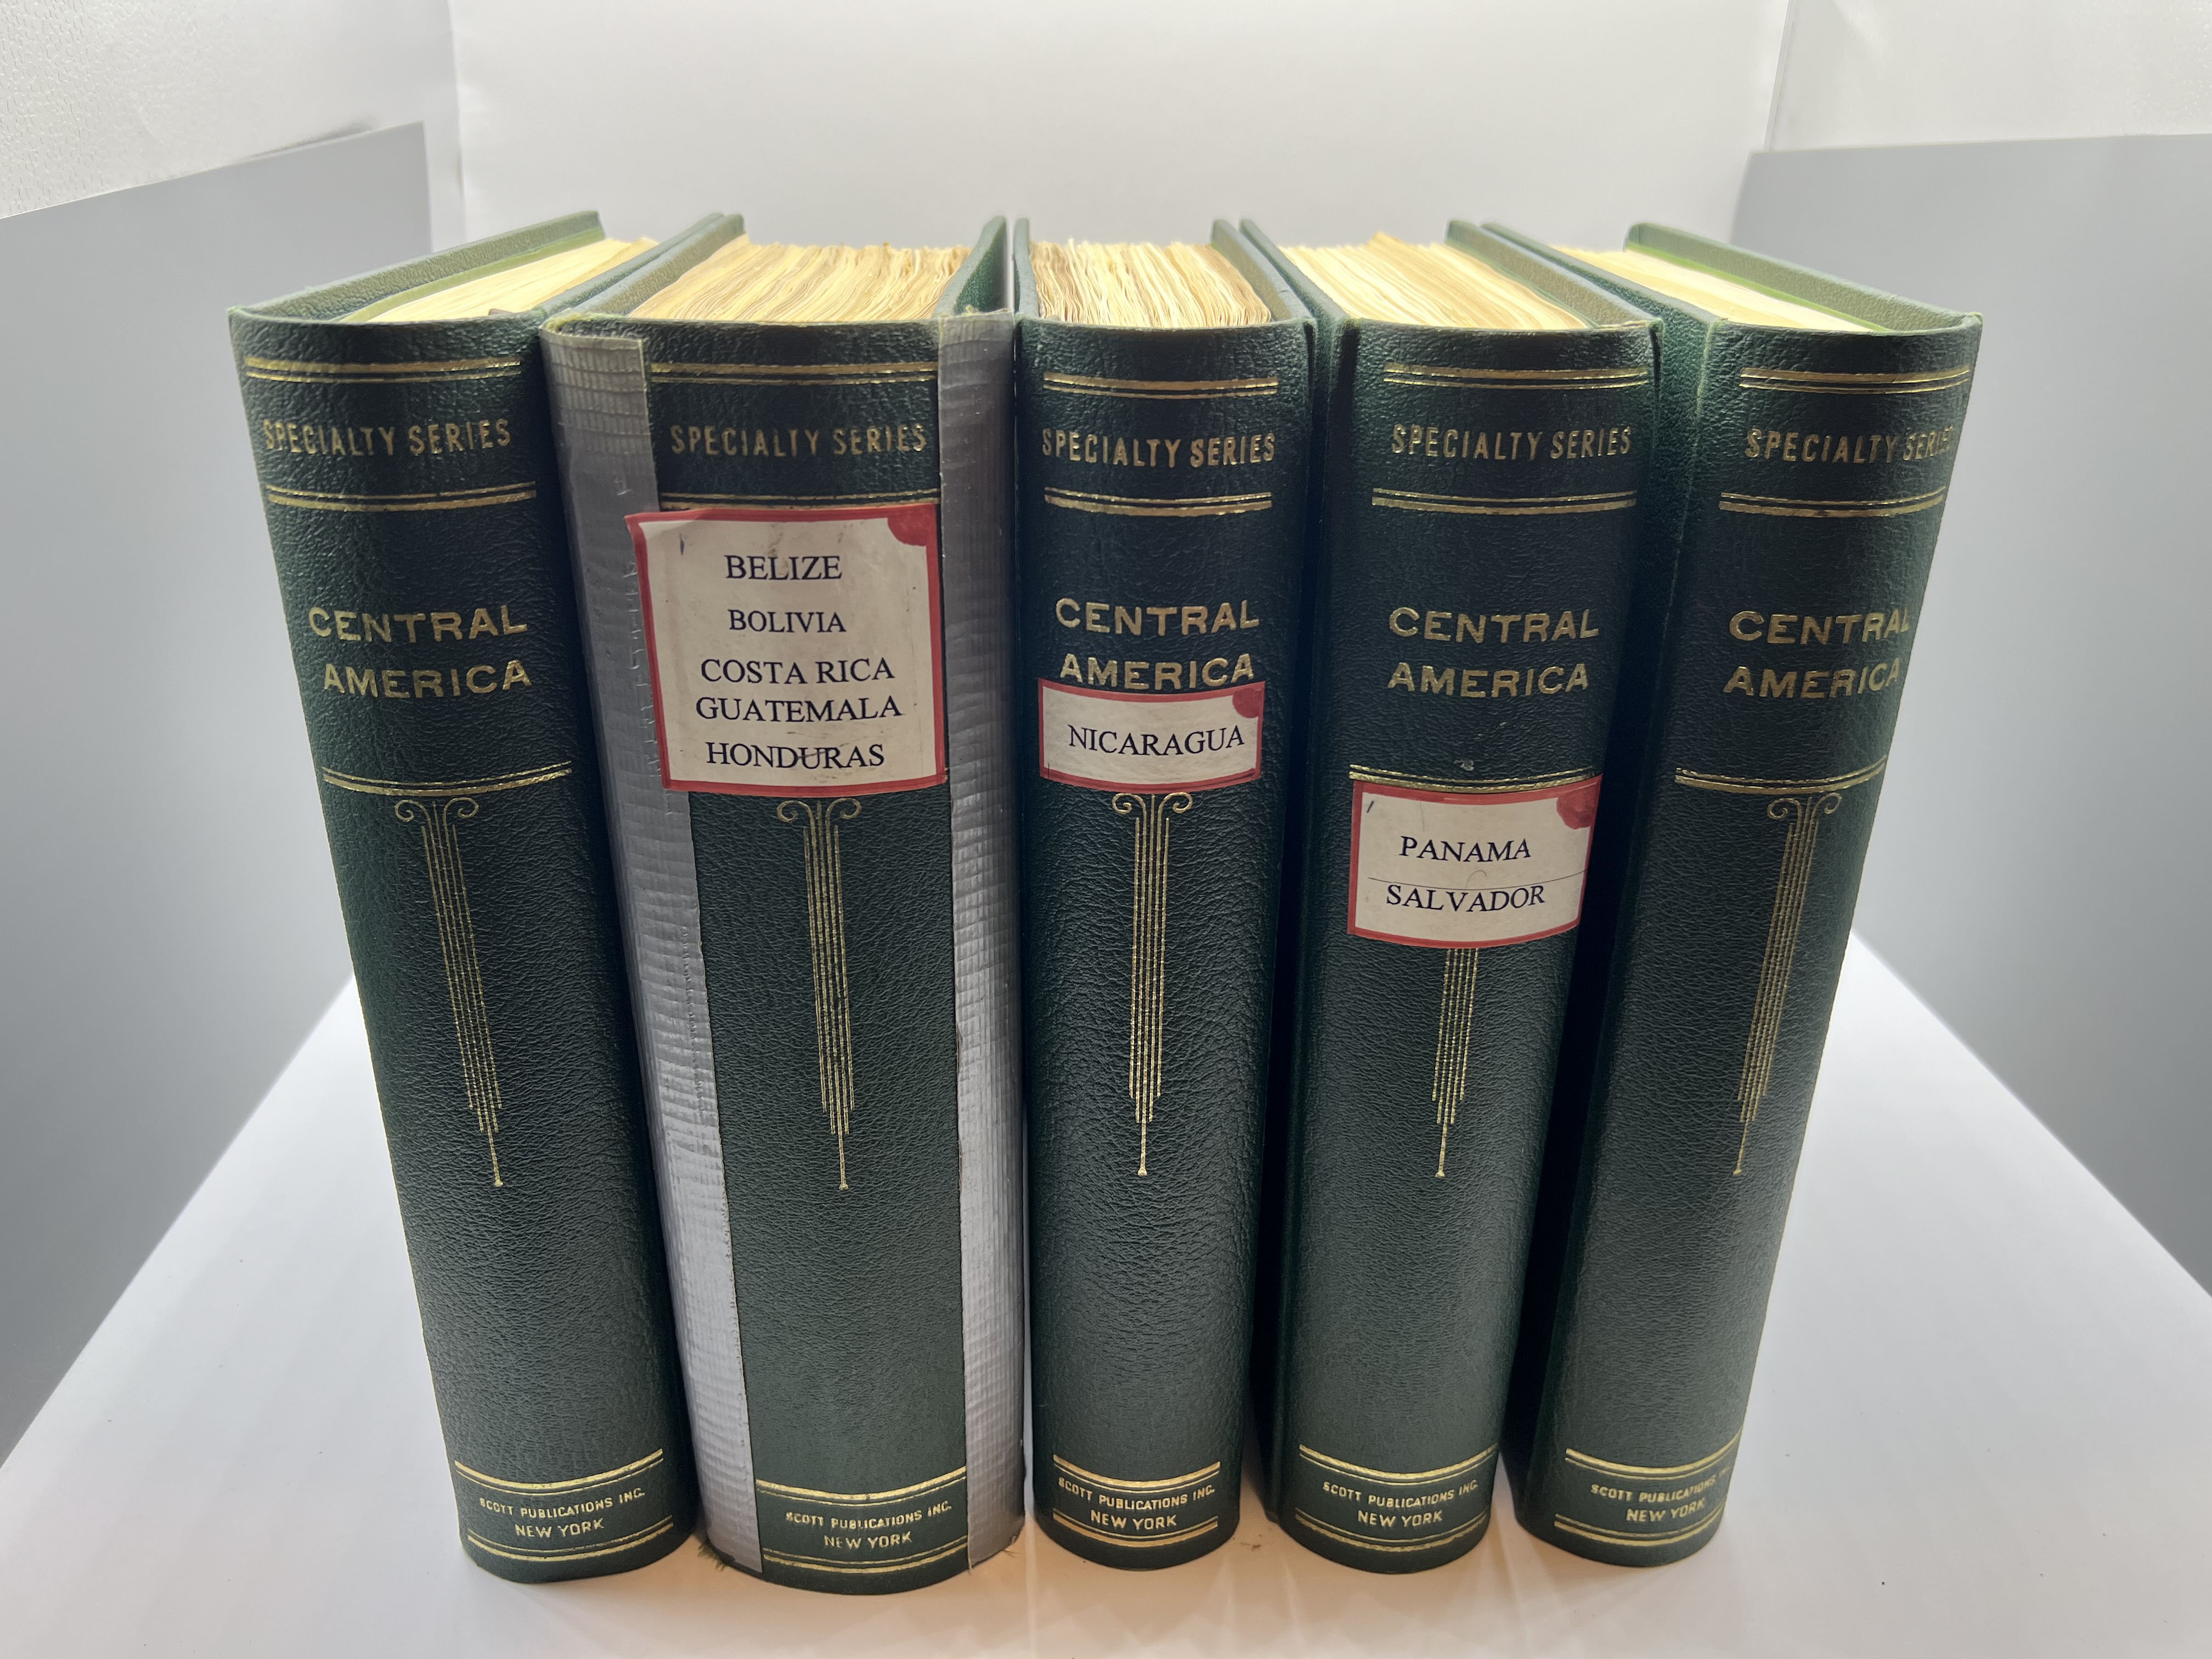 SPECIALTY SERIES
CENTRAL
AMERICA
SCOTT PUBLICATIONS INC.
NEW YORK
SPECIALTY SERIES
BELIZE
BOLIVIA
COSTA RICA
GUATEMALA
HONDURAS
SCOTT PUBLICATIONS INC.
NEW YORK
SPECIALTY SERIES
CENTRAL
AMERICA
NICARAGUA
SCOTT PUBLICATIONS INC.
NEW YORK
SPECIALTY SERIES
CENTRAL
AMERICA
PANAMA
SALVADOR
SCOTT PUBLICATIONS INC.
NEW YORK
SPECIALTY SERIES
CENTRAL
AMERICA
SCOTT PUBLICATIONS INC.
NEW YORK